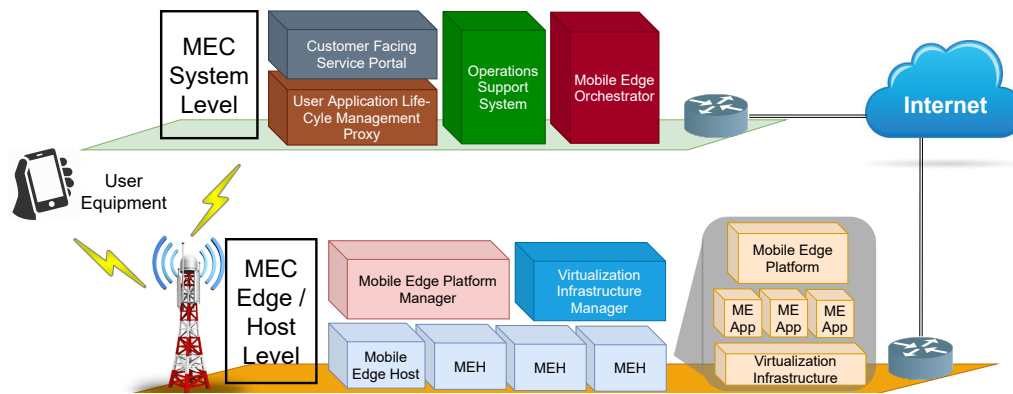 MEC
System
Level
Customer Facing
Service Portal
User Application Life-
Cyle Management
Proxy
Operations
Support
System
Mobile Edge
Orchestrator
Internet
User
Equipment
MEC
Edge /
Host
Level
Mobile Edge Platform
Manager
Virtualization
Infrastructure
Manager
Mobile
Edge Host
MEH
MEH
MEH
Mobile Edge
Platform
ME
App
ME
App
ME
App
Virtualization
Infrastructure